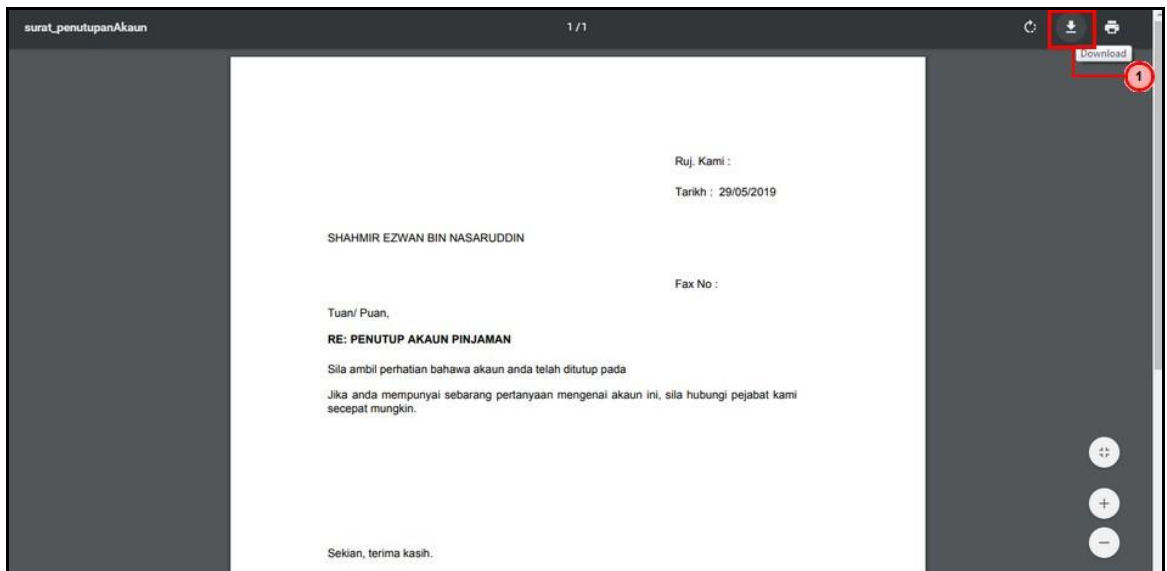 surat_penutupanAkaun
1 / 1
Download
1
Ruj. Kami :
Tarikh : 29/05/2019
SHAHMIR EZWAN BIN NASARUDDIN
Fax No :
Tuan/ Puan,
RE: PENUTUP AKAUN PINJAMAN
Sila ambil perhatian bahawa akaun anda telah ditutup pada
Jika anda mempunyai sebarang pertanyaan mengenai akaun ini, sila hubungi pejabat kami
secepat mungkin.
Sekian, terima kasih.